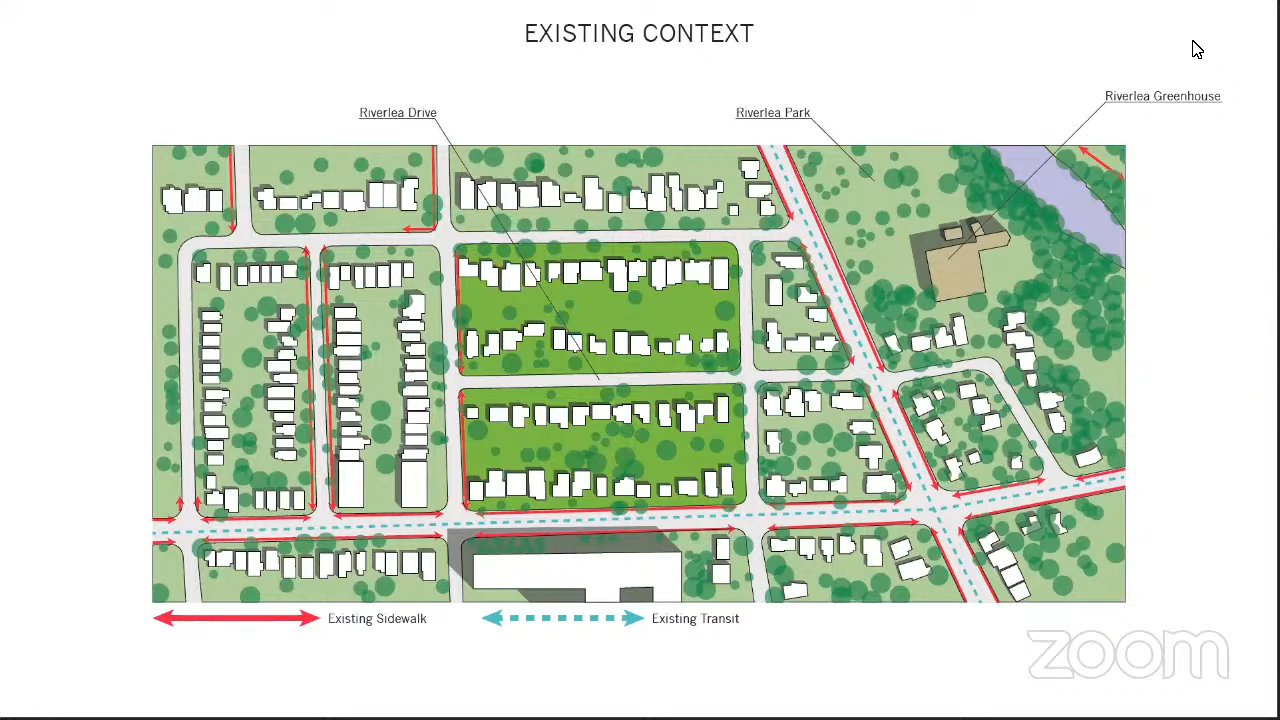 EXISTING CONTEXT
Riverlea Greenhouse
Riverlea Drive
Riverlea Park
Existing Sidewalk
Existing Transit
zoom